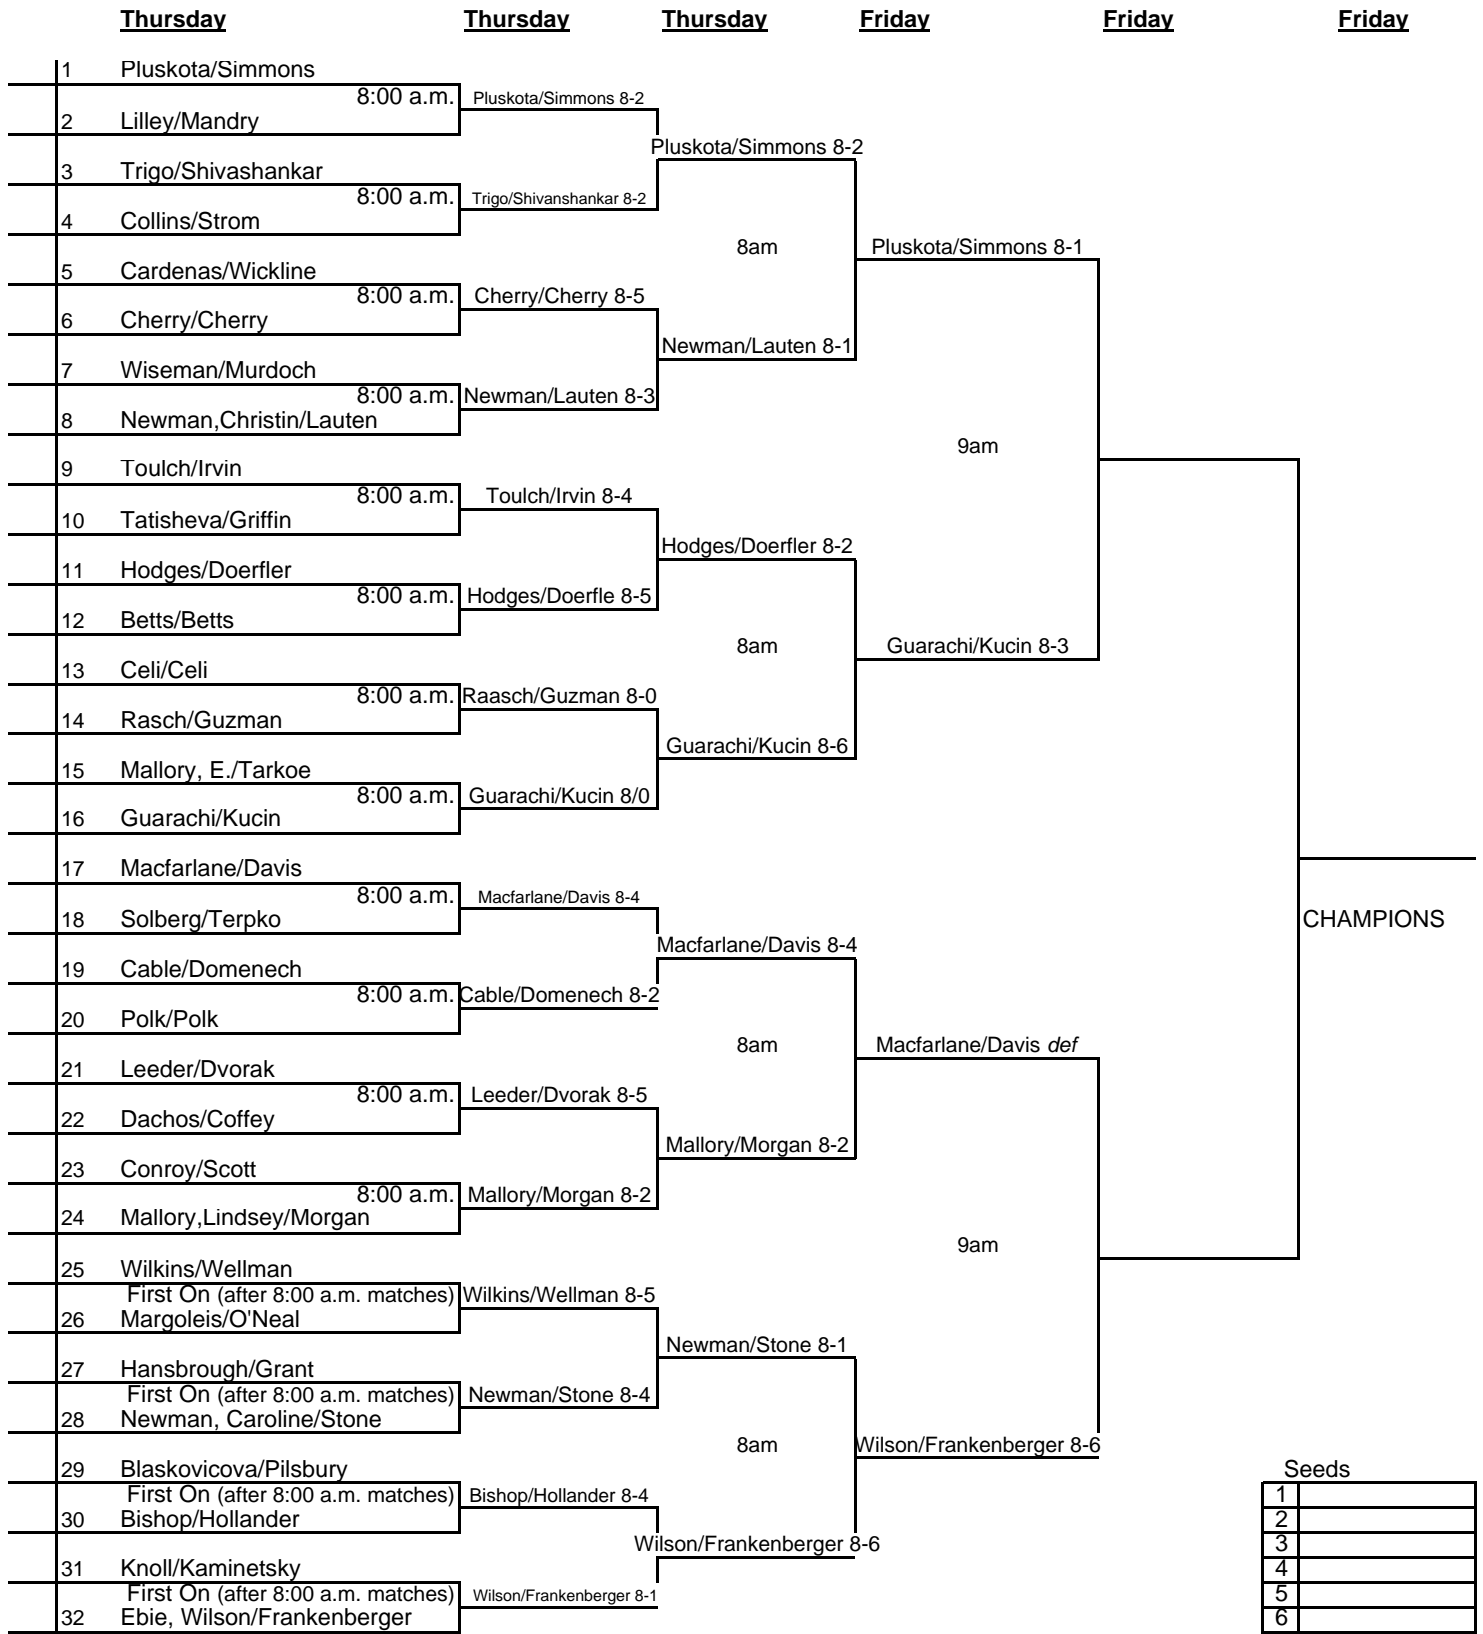 Thursday Thursday Thursday Friday Friday Friday
1 Pluskota/Simmons
8:00 a.m. Pluskota/Simmons 8-2
2 Lilley/Mandry
Pluskota/Simmons 8-2
3 Trigo/Shivashankar
8:00 a.m. Trigo/Shivanshankar 8-2
4 Collins/Strom
8am Pluskota/Simmons 8-1
5 Cardenas/Wickline
8:00 a.m. Cherry/Cherry 8-5
6 Cherry/Cherry
Newman/Lauten 8-1
7 Wiseman/Murdoch
8:00 a.m. Newman/Lauten 8-3
8 Newman,Christin/Lauten
9am
9 Toulch/Irvin
8:00 a.m. Toulch/Irvin 8-4
10 Tatisheva/Griffin
Hodges/Doerfler 8-2
11 Hodges/Doerfler
8:00 a.m. Hodges/Doerfle 8-5
12 Betts/Betts
8am Guarachi/Kucin 8-3
13 Celi/Celi
8:00 a.m. Raasch/Guzman 8-0
14 Rasch/Guzman
Guarachi/Kucin 8-6
15 Mallory, E./Tarkoe
8:00 a.m. Guarachi/Kucin 8/0
16 Guarachi/Kucin
17 Macfarlane/Davis
8:00 a.m. Macfarlane/Davis 8-4
18 Solberg/Terpko CHAMPIONS
Macfarlane/Davis 8-4
19 Cable/Domenech
8:00 a.m. Cable/Domenech 8-2
20 Polk/Polk
8am Macfarlane/Davis def
21 Leeder/Dvorak
8:00 a.m. Leeder/Dvorak 8-5
22 Dachos/Coffey
Mallory/Morgan 8-2
23 Conroy/Scott
8:00 a.m. Mallory/Morgan 8-2
24 Mallory,Lindsey/Morgan
9am
25 Wilkins/Wellman
First On (after 8:00 a.m. matches) Wilkins/Wellman 8-5
26 Margoleis/O'Neal
Newman/Stone 8-1
27 Hansbrough/Grant
First On (after 8:00 a.m. matches) Newman/Stone 8-4
28 Newman, Caroline/Stone
8am Wilson/Frankenberger 8-6
29 Blaskovicova/Pilsbury Seeds
First On (after 8:00 a.m. matches) Bishop/Hollander 8-4 1
30 Bishop/Hollander 2
Wilson/Frankenberger 8-6 3
31 Knoll/Kaminetsky 4
First On (after 8:00 a.m. matches) Wilson/Frankenberger 8-1 5
32 Ebie, Wilson/Frankenberger 6